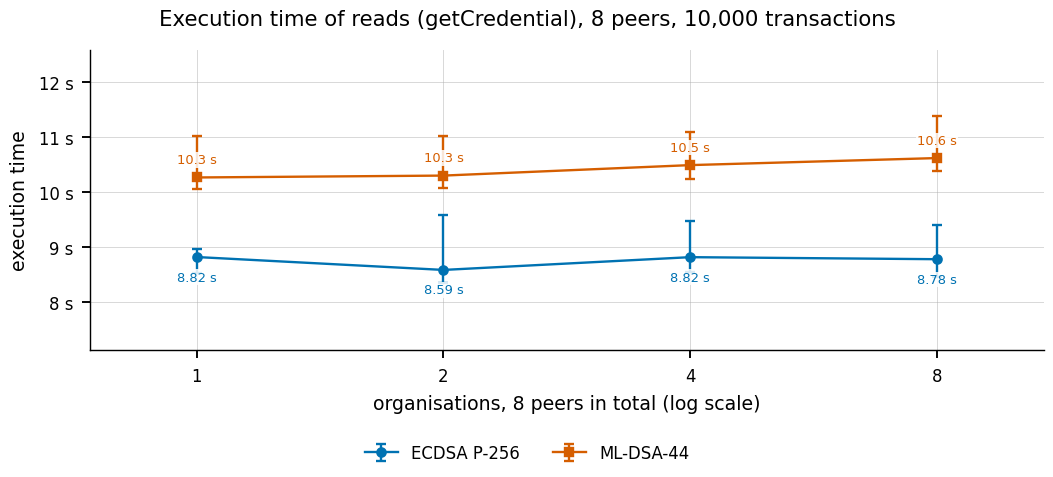 Execution time of reads (getCredential), 8 peers, 10,000 transactions
execution time
12 s
11 s
10 s
9 s
8 s
10.3 s
10.3 s
10.5 s
10.6 s
8.82 s
8.59 s
8.82 s
8.78 s
1
2
4
8
organisations, 8 peers in total (log scale)
ECDSA P-256
ML-DSA-44